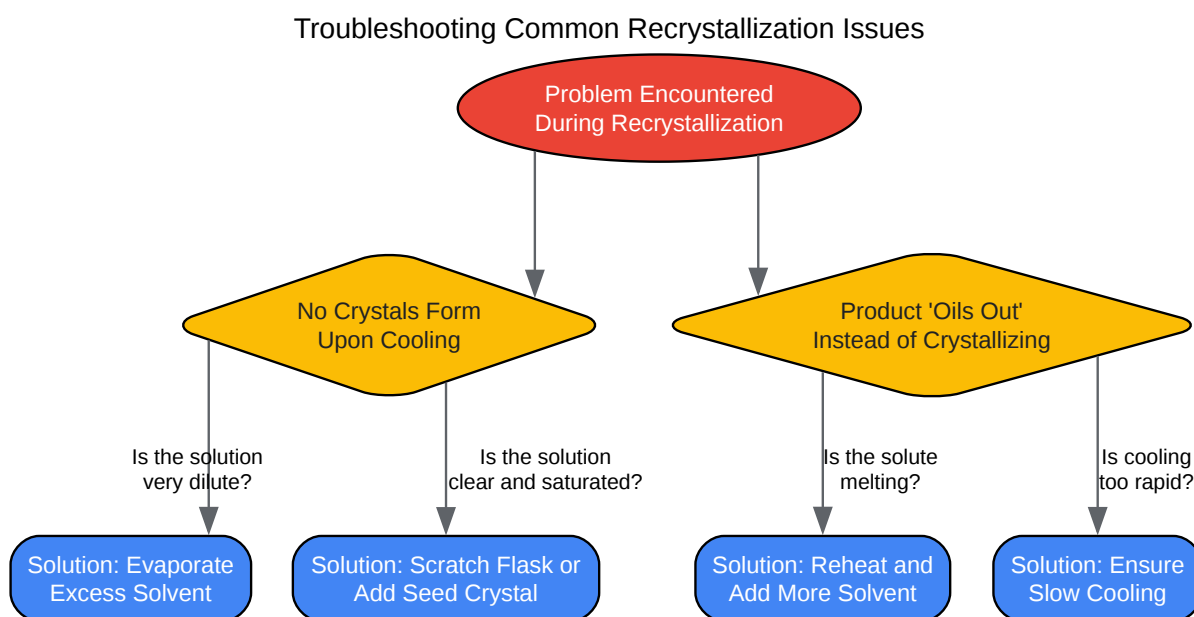 Troubleshooting Common Recrystallization Issues
Problem Encountered
During Recrystallization
No Crystals Form
Upon Cooling
Product 'Oils Out'
Instead of Crystallizing
Is the solution
very dilute?
Is the solution
clear and saturated?
Is the solute
melting?
Is cooling
too rapid?
Solution: Evaporate
Excess Solvent
Solution: Scratch Flask or
Add Seed Crystal
Solution: Reheat and
Add More Solvent
Solution: Ensure
Slow Cooling